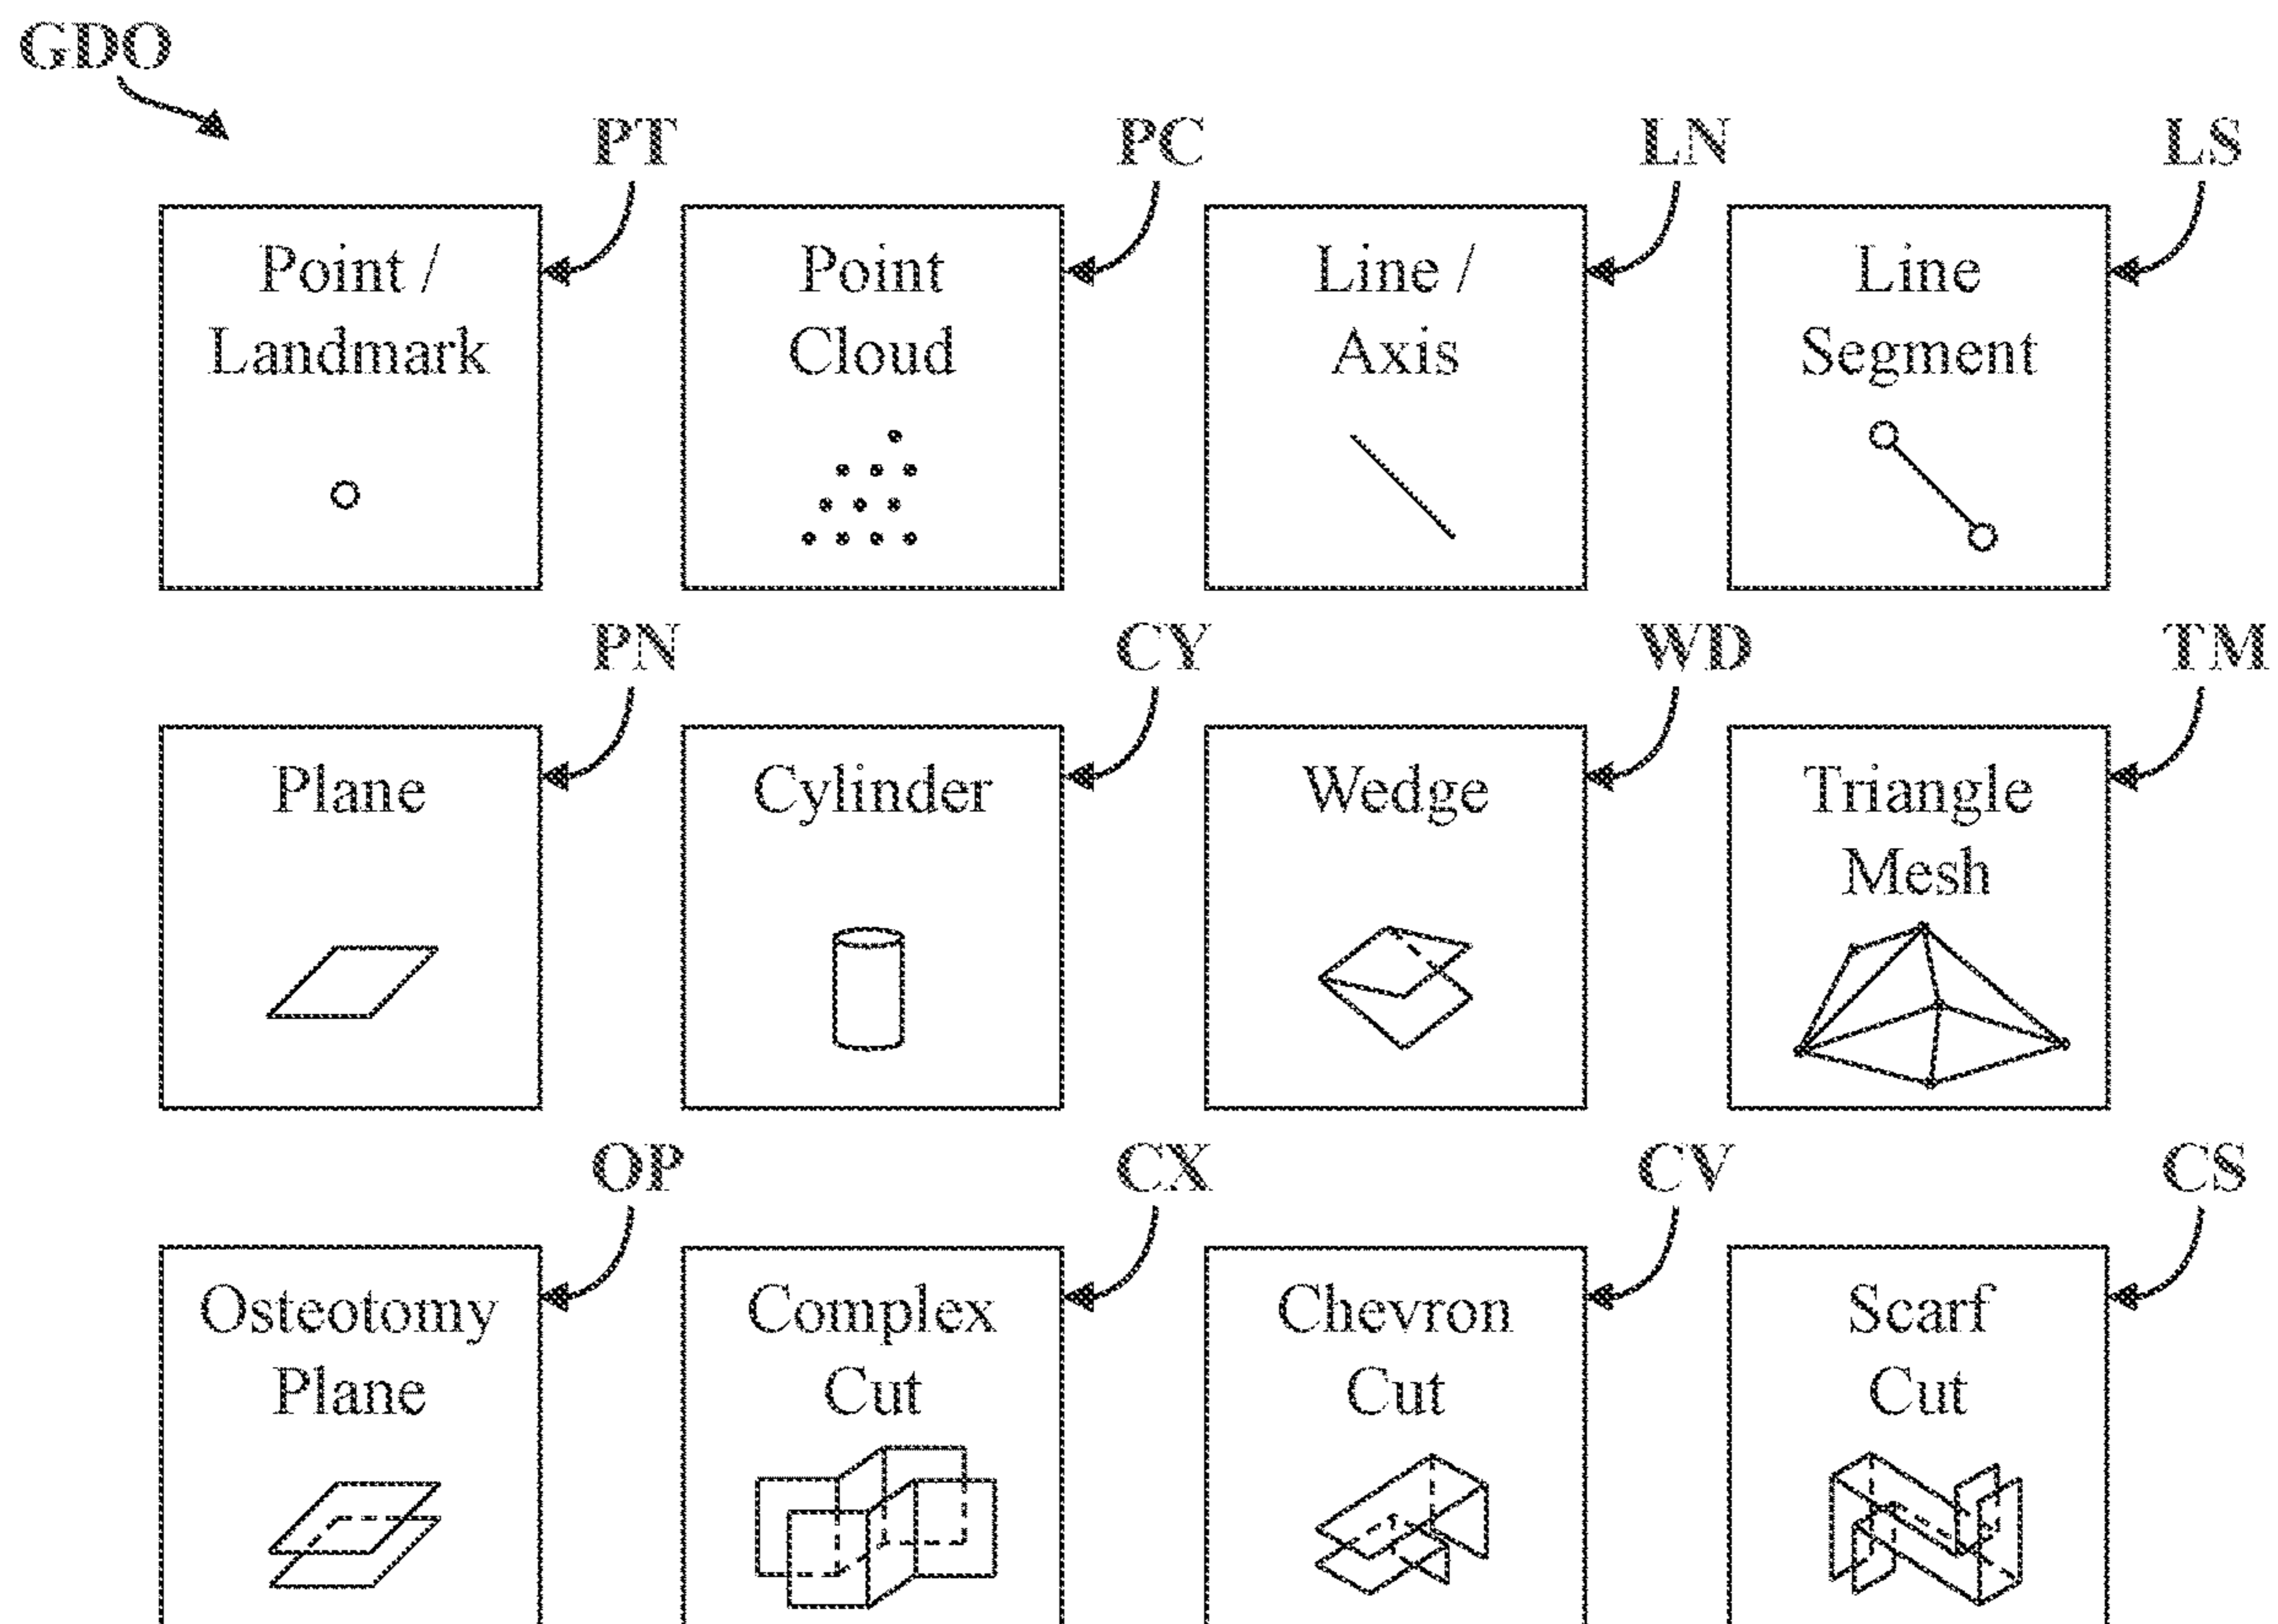 GDO
PT
PC
LN
LS
Point /
Landmark
Point
Cloud
Line /
Axis
Line
Segment
PN
CY
WD
TM
Plane
Cylinder
Wedge
Triangle
Mesh
OP
CX
CV
CS
Osteotomy
Plane
Complex
Cut
Chevron
Cut
Scarf
Cut